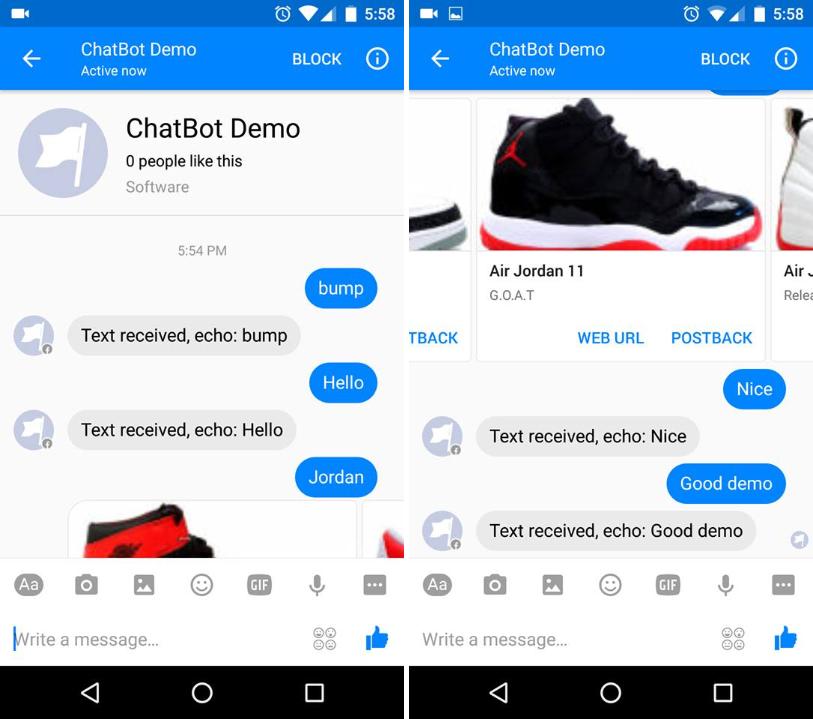 5:58
ChatBot Demo
Active now
BLOCK
ChatBot Demo
0 people like this
Software
5:54 PM
bump
Text received, echo: bump
Hello
Text received, echo: Hello
Jordan
Aa
GIF
Write a message...
5:58
ChatBot Demo
Active now
BLOCK
Air Jordan 11
G.O.A.T
TBACK
WEB URL
POSTBACK
Air J
Relea
Nice
Text received, echo: Nice
Good demo
Text received, echo: Good demo
Aa
GIF
Write a message...